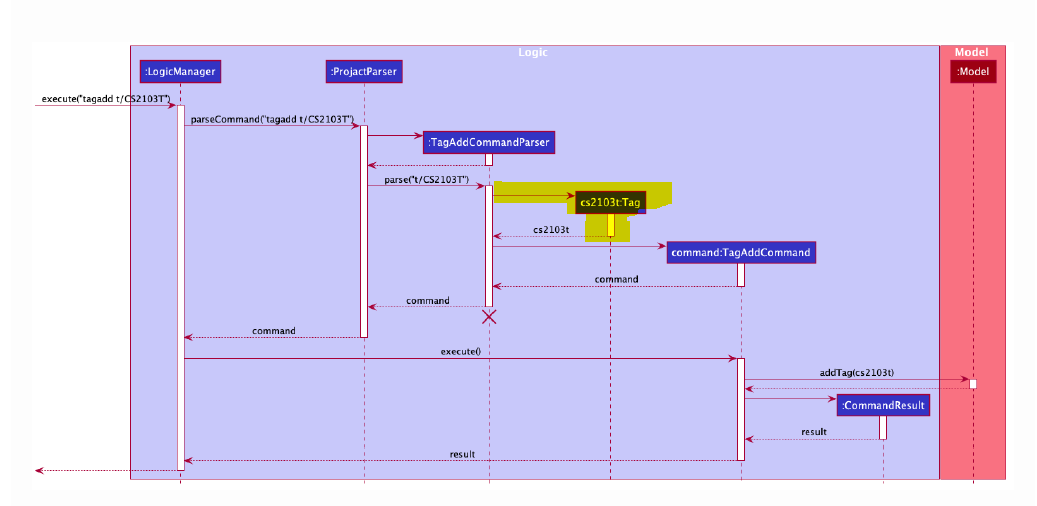 Logic
Model
:LogicManager
:ProjactParser
:Model
execute("tagadd t/CS2103T")
parseCommand("tagadd t/CS2103T")
:TagAddCommandParser
parse("t/CS2103T")
cs2103t:Tag
cs2103t
command:TagAddCommand
command
command
command
execute()
addTag(cs2103t)
:CommandResult
result
result